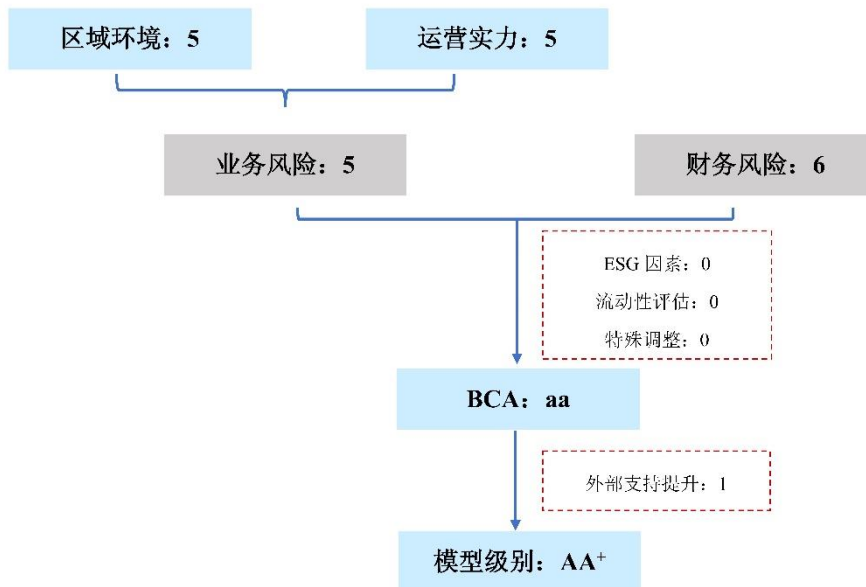 区域环境：5
运营实力：5
业务风险：5
财务风险：6
ESG 因素：0
流动性评估：0
特殊调整：0
BCA：aa
外部支持提升：1
模型级别：AA⁺